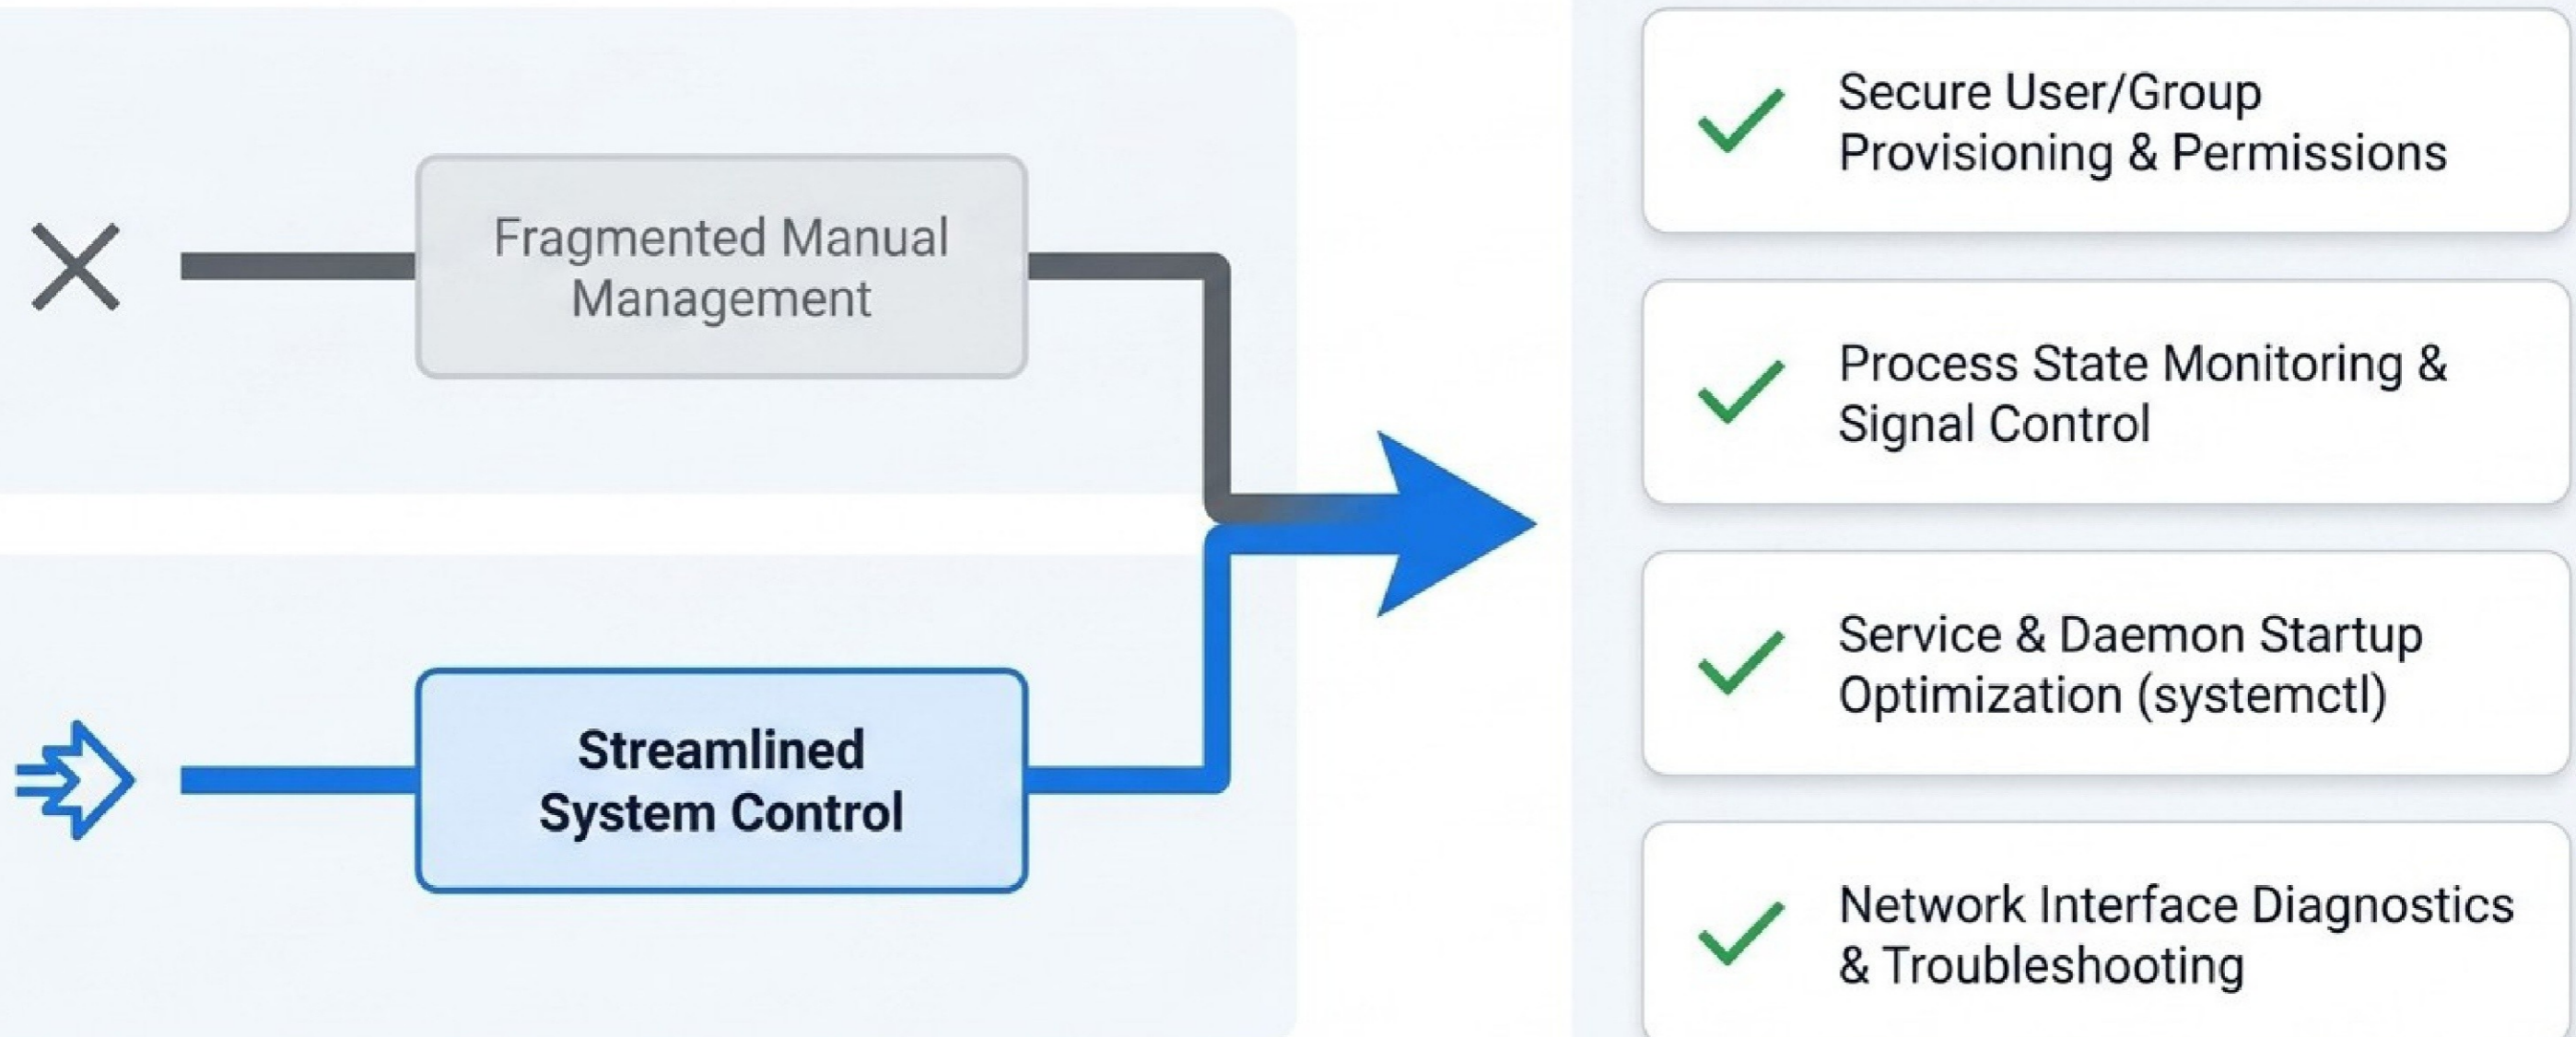 Fragmented Manual
Management
Streamlined
System Control
Secure User/Group
Provisioning & Permissions
Process State Monitoring &
Signal Control
Service & Daemon Startup
Optimization (systemctl)
Network Interface Diagnostics
& Troubleshooting